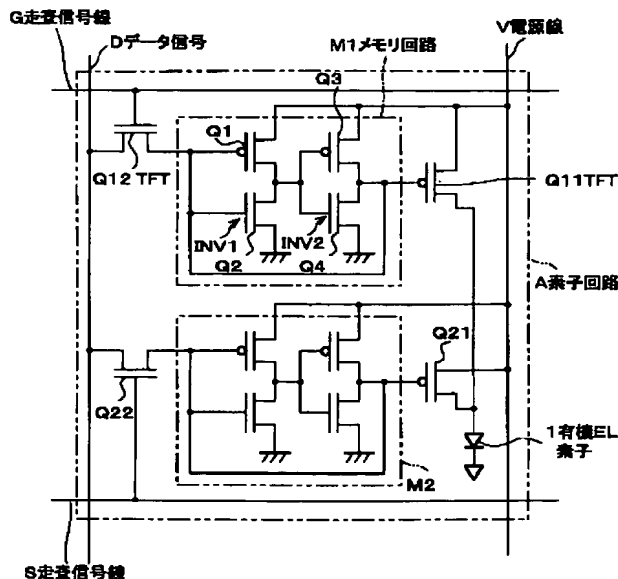 G走査信号線
Dデータ信号
M1メモリ回路
V電源線
Q3
Q1
Q12 TFT
Q11TFT
INV1
INV2
Q2
Q4
A素子回路
Q21
Q22
1有機EL
素子
M2
S走査信号線